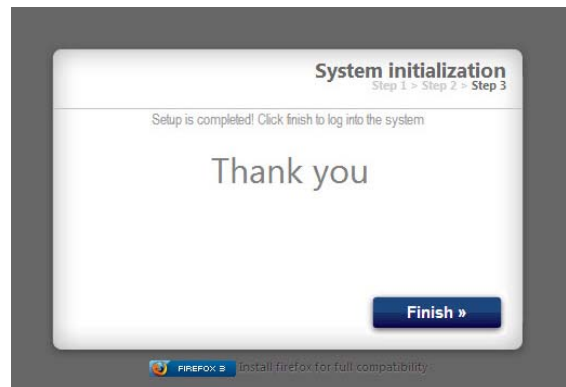 System initialization
Step 1 > Step 2 > Step 3
Setup is completed! Click finish to log into the system
Thank you
Finish »
FIREFOX 3 Install firefox for full compatibility